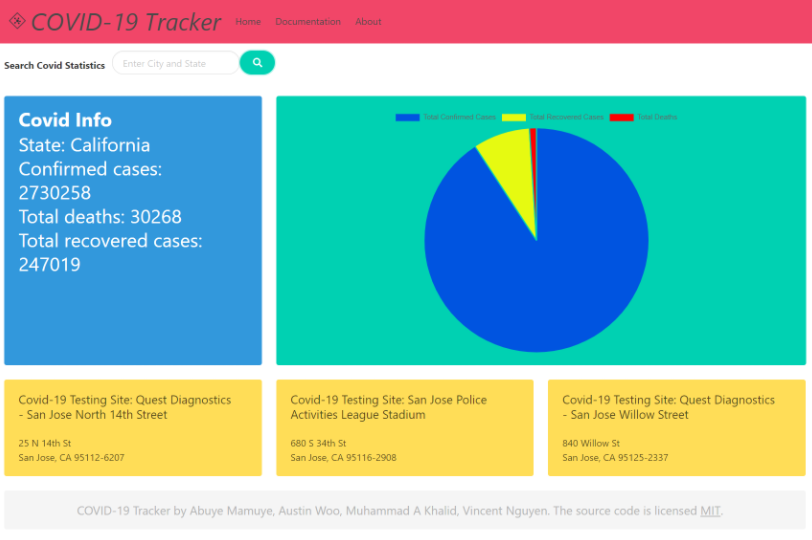 COVID-19 Tracker Home Documentation About
Search Covid Statistics Enter City and State
Covid Info
State: California
Confirmed cases:
2730258
Total deaths: 30268
Total recovered cases:
247019
Total Confirmed Cases Total Recovered Cases Total Deaths
Covid-19 Testing Site: Quest Diagnostics
- San Jose North 14th Street
25 N 14th St
San Jose, CA 95112-6207
Covid-19 Testing Site: San Jose Police
Activities League Stadium
680 S 34th St
San Jose, CA 95116-2908
Covid-19 Testing Site: Quest Diagnostics
- San Jose Willow Street
840 Willow St
San Jose, CA 95125-2337
COVID-19 Tracker by Abuye Mamuye, Austin Woo, Muhammad A Khalid, Vincent Nguyen. The source code is licensed MIT.